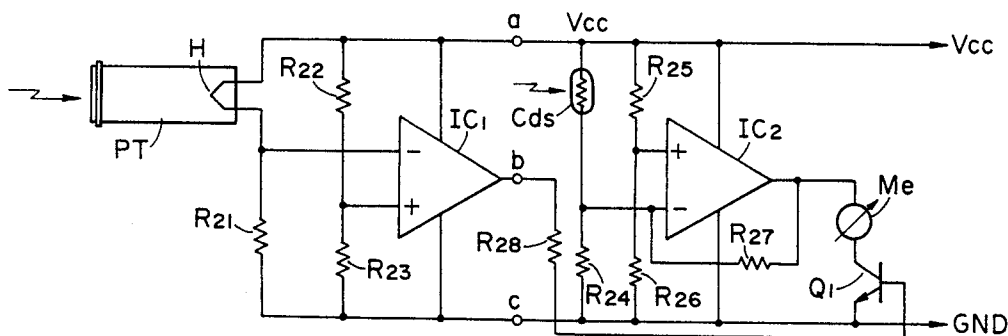 a
Vcc
Vcc
H
R22
R25
IC1
Cds
IC2
PT
b
+
-
-
+
-
Me
R21
R28
R27
R23
R24
R26
Q1
c
GND